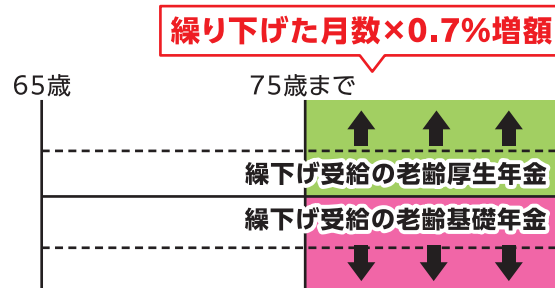 繰り下げた月数×0.7%増額
65歳
75歳まで
繰下げ受給の老齢厚生年金
繰下げ受給の老齢基礎年金